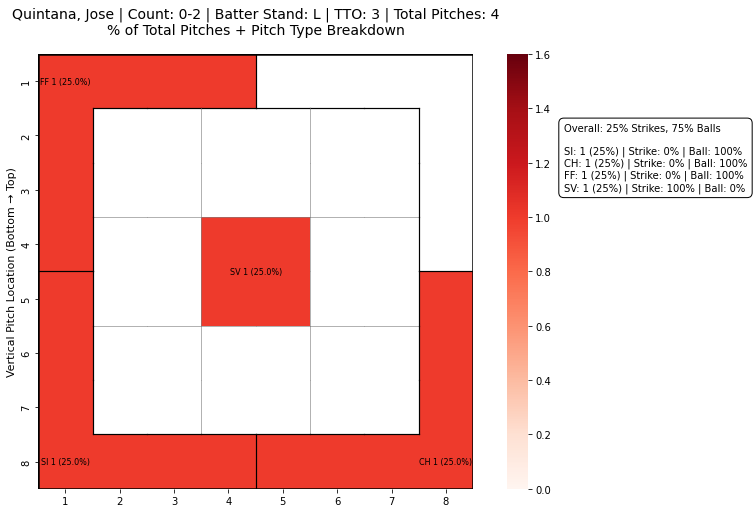 Quintana, Jose | Count: 0-2 | Batter Stand: L | TTO: 3 | Total Pitches: 4
% of Total Pitches + Pitch Type Breakdown
Vertical Pitch Location (Bottom → Top)
1
2
3
4
5
6
7
8
FF 1 (25.0%)
SV 1 (25.0%)
SI 1 (25.0%)
CH 1 (25.0%)
1 2 3 4 5 6 7 8
1.6
1.4
1.2
1.0
0.8
0.6
0.4
0.2
0.0
Overall: 25% Strikes, 75% Balls
SI: 1 (25%) | Strike: 0% | Ball: 100%
CH: 1 (25%) | Strike: 0% | Ball: 100%
FF: 1 (25%) | Strike: 0% | Ball: 100%
SV: 1 (25%) | Strike: 100% | Ball: 0%